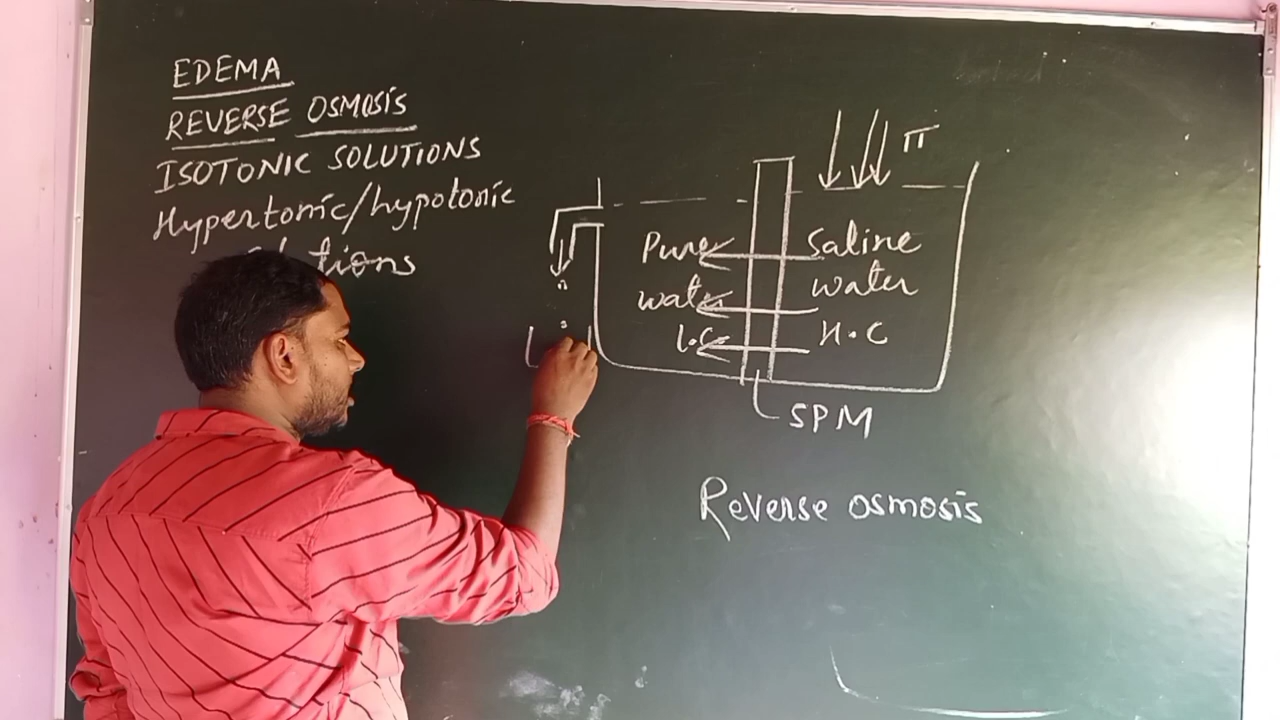 EDEMA
REVERSE OSMOSIS
ISOTONIC SOLUTIONS
Hypertonic/hypotonic
tions
π
Pure
water
l.C
Saline
water
H.C
SPM
Reverse osmosis